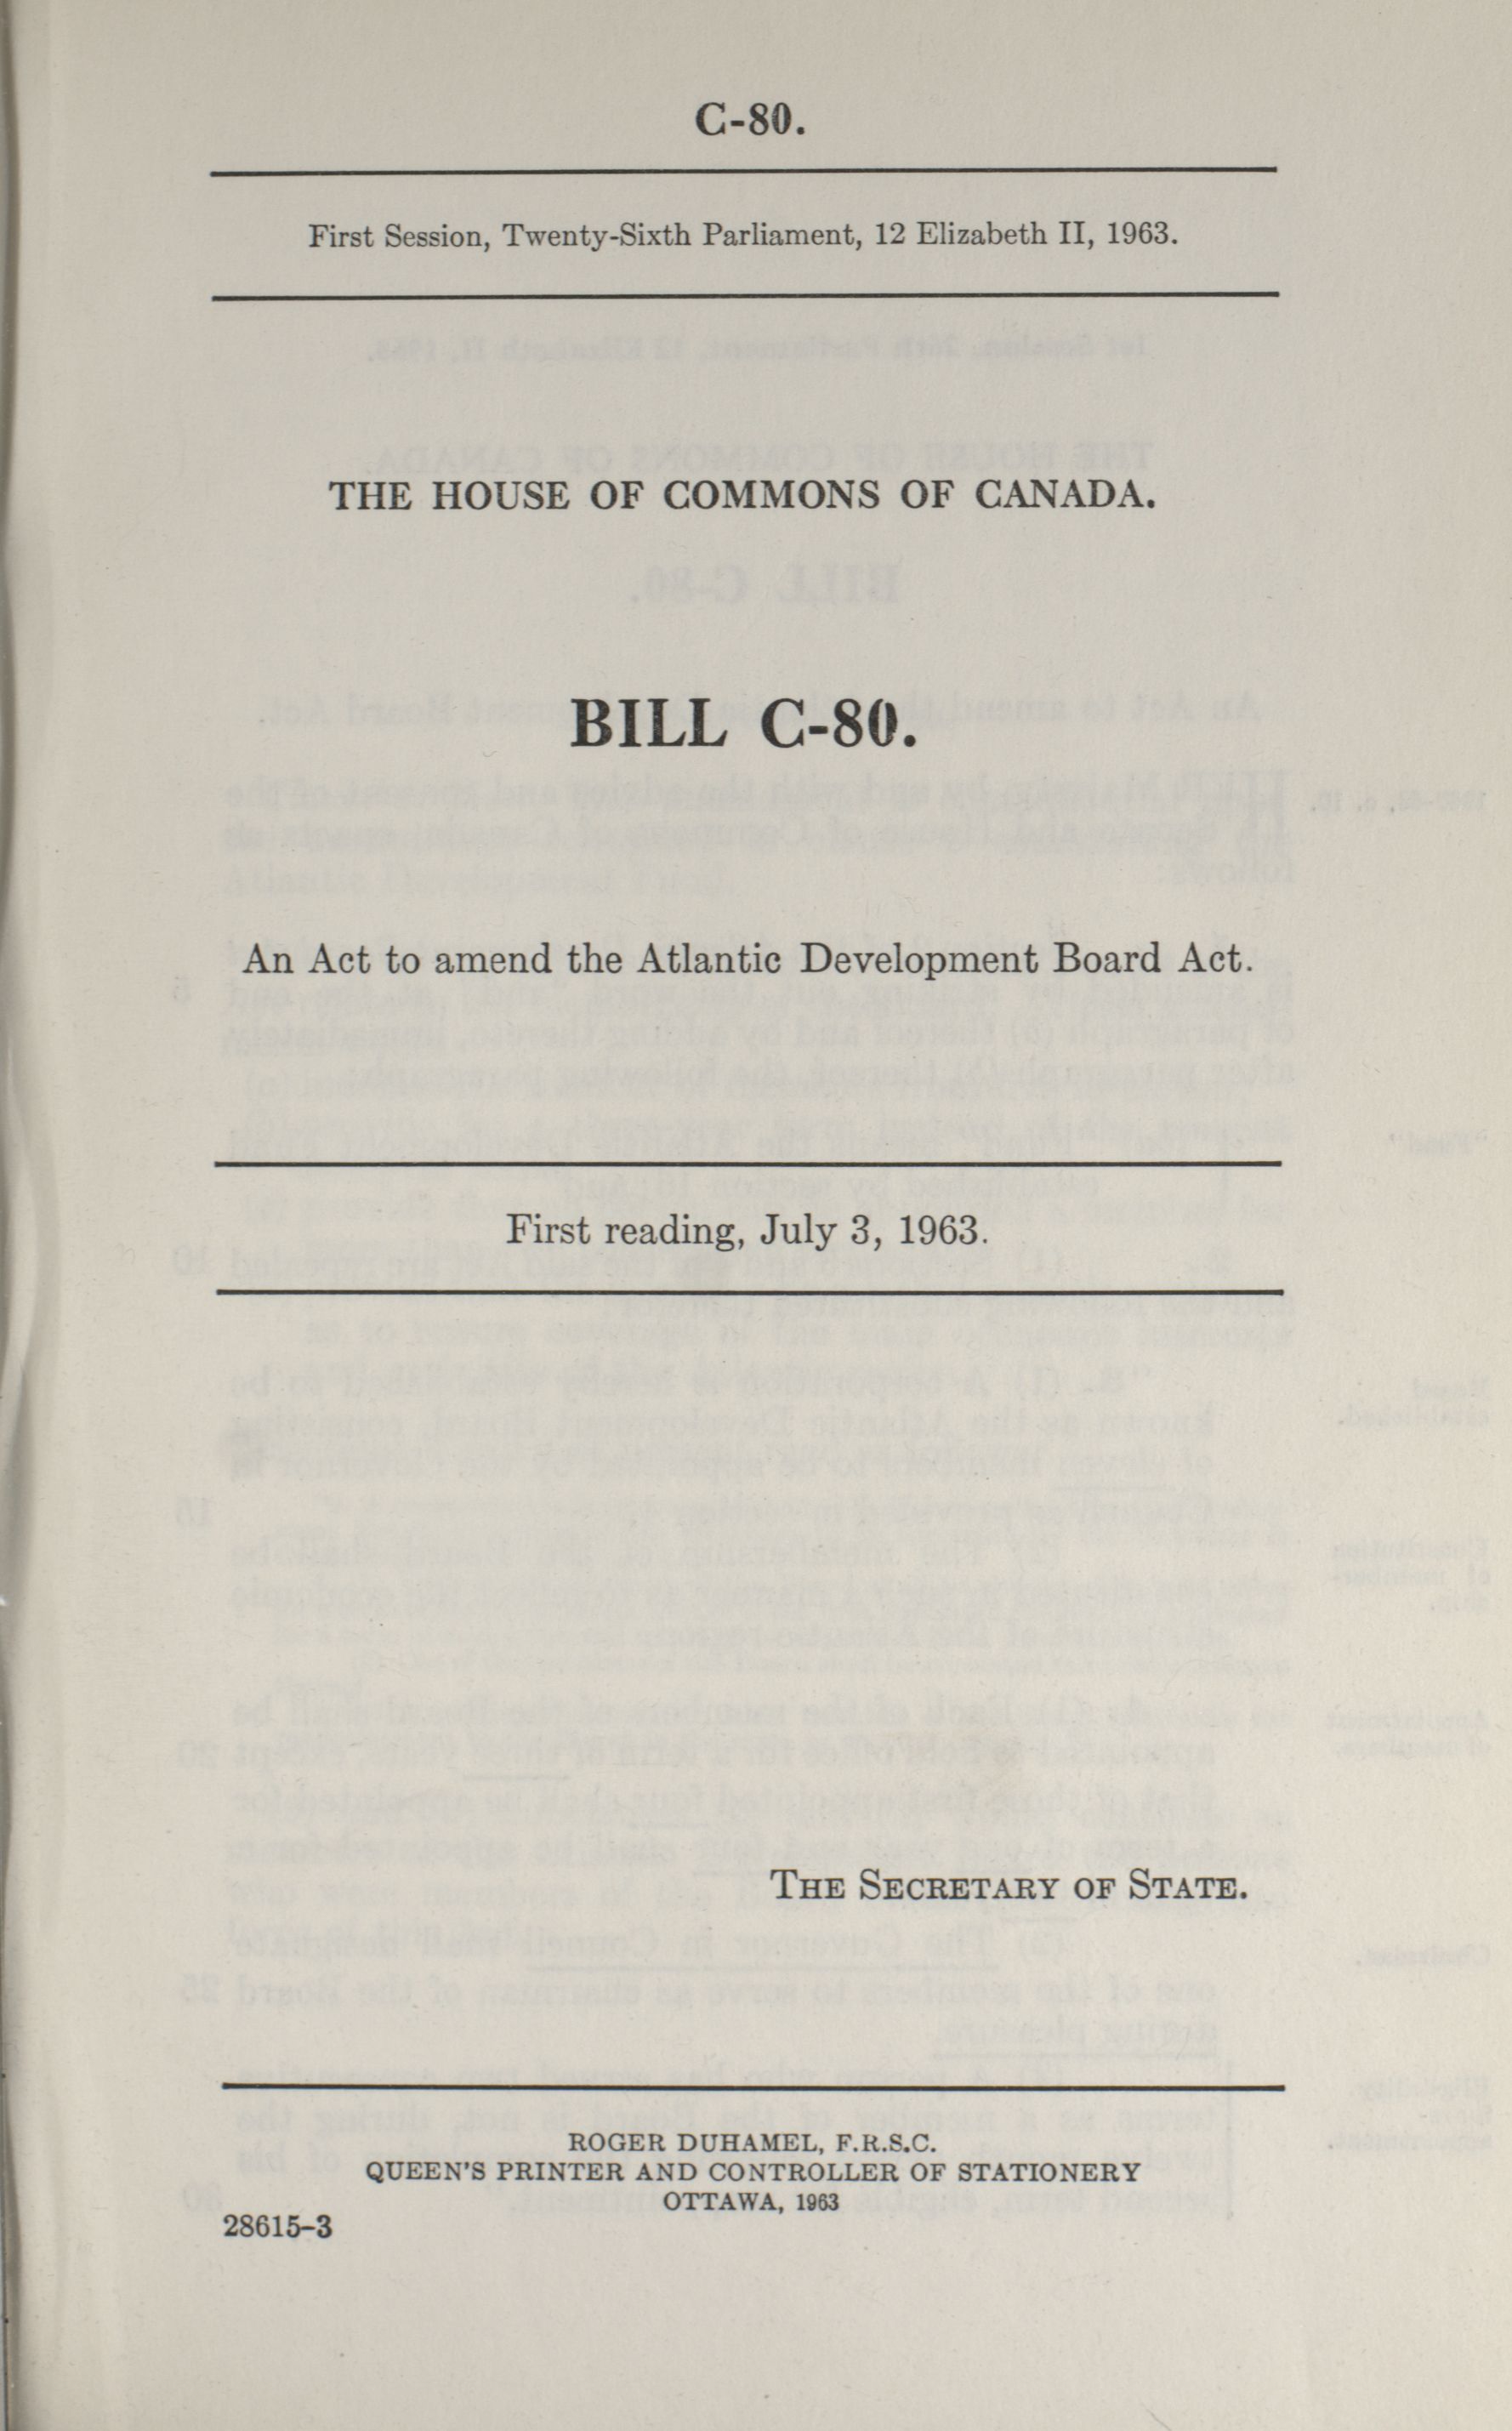 C-80.
First Session, Twenty-Sixth Parliament, 12 Elizabeth II, 1963.
THE HOUSE OF COMMONS OF CANADA.
BILL C-80.
An Act to amend the Atlantic Development Board Act.
First reading, July 3, 1963.
THE SECRETARY OF STATE.
ROGER DUHAMEL, F.R.S.C.
QUEEN'S PRINTER AND CONTROLLER OF STATIONERY
OTTAWA, 1963
28615-3